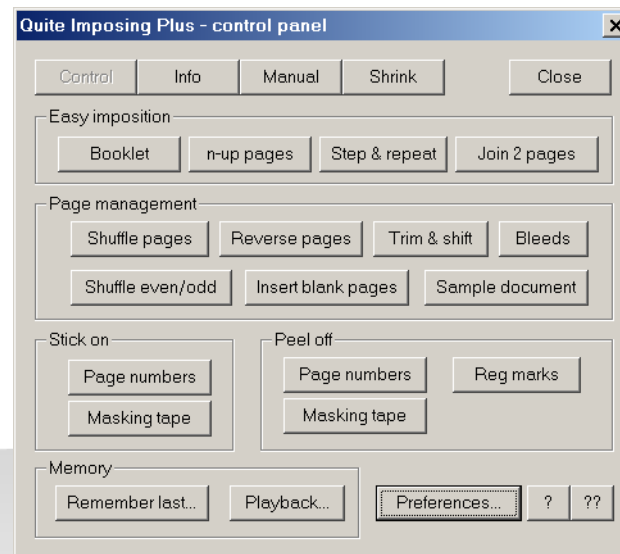 Quite Imposing Plus - control panel
Control Info Manual Shrink Close
Easy imposition
Booklet n-up pages Step & repeat Join 2 pages
Page management
Shuffle pages Reverse pages Trim & shift Bleeds
Shuffle even/odd Insert blank pages Sample document
Stick on Peel off
Page numbers Page numbers Reg marks
Masking tape Masking tape
Memory
Remember last... Playback... Preferences... ? ??